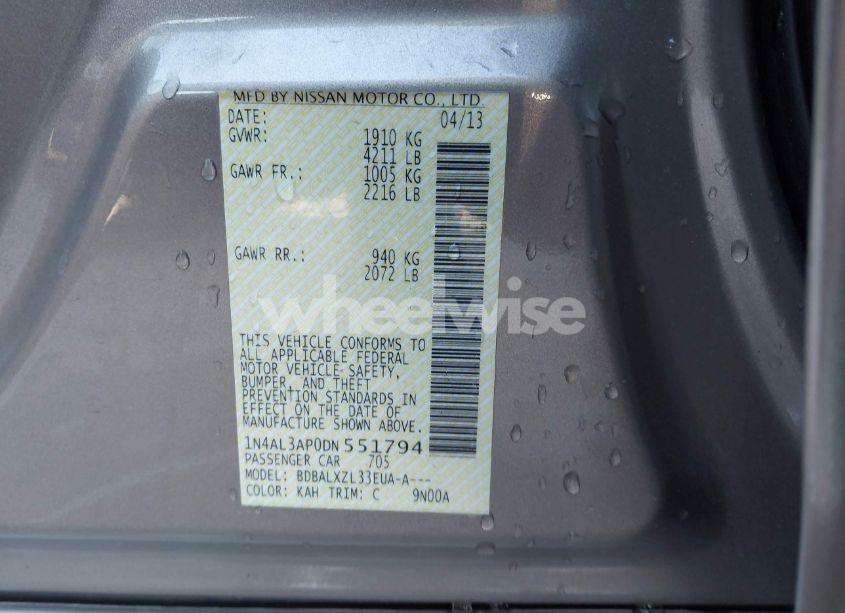 MFD BY NISSAN MOTOR CO., LTD.
DATE: 04/13
GVWR: 1910 KG
4211 LB
GAWR FR.: 1005 KG
2216 LB
GAWR RR.: 940 KG
2072 LB
wheelwise
THIS VEHICLE CONFORMS TO
ALL APPLICABLE FEDERAL
MOTOR VEHICLE-SAFETY,
BUMPER, AND THEFT
PREVENTION STANDARDS IN
EFFECT ON THE DATE OF
MANUFACTURE SHOWN ABOVE.
1N4AL3AP0DN551794
PASSENGER CAR 705
MODEL: BDBALXZL33EUA-A---
COLOR: KAH TRIM: C 9N00A